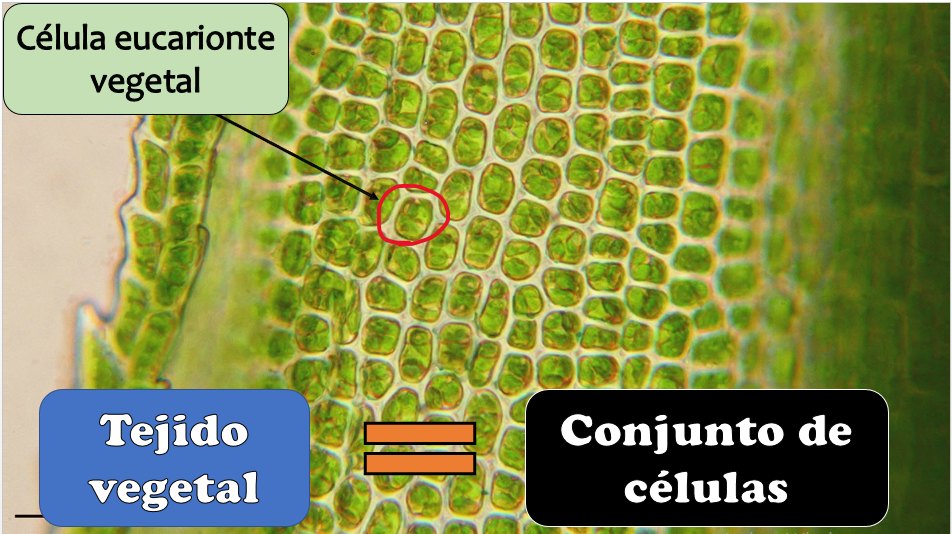 Célula eucarionte
vegetal
Tejido
vegetal
Conjunto de
células